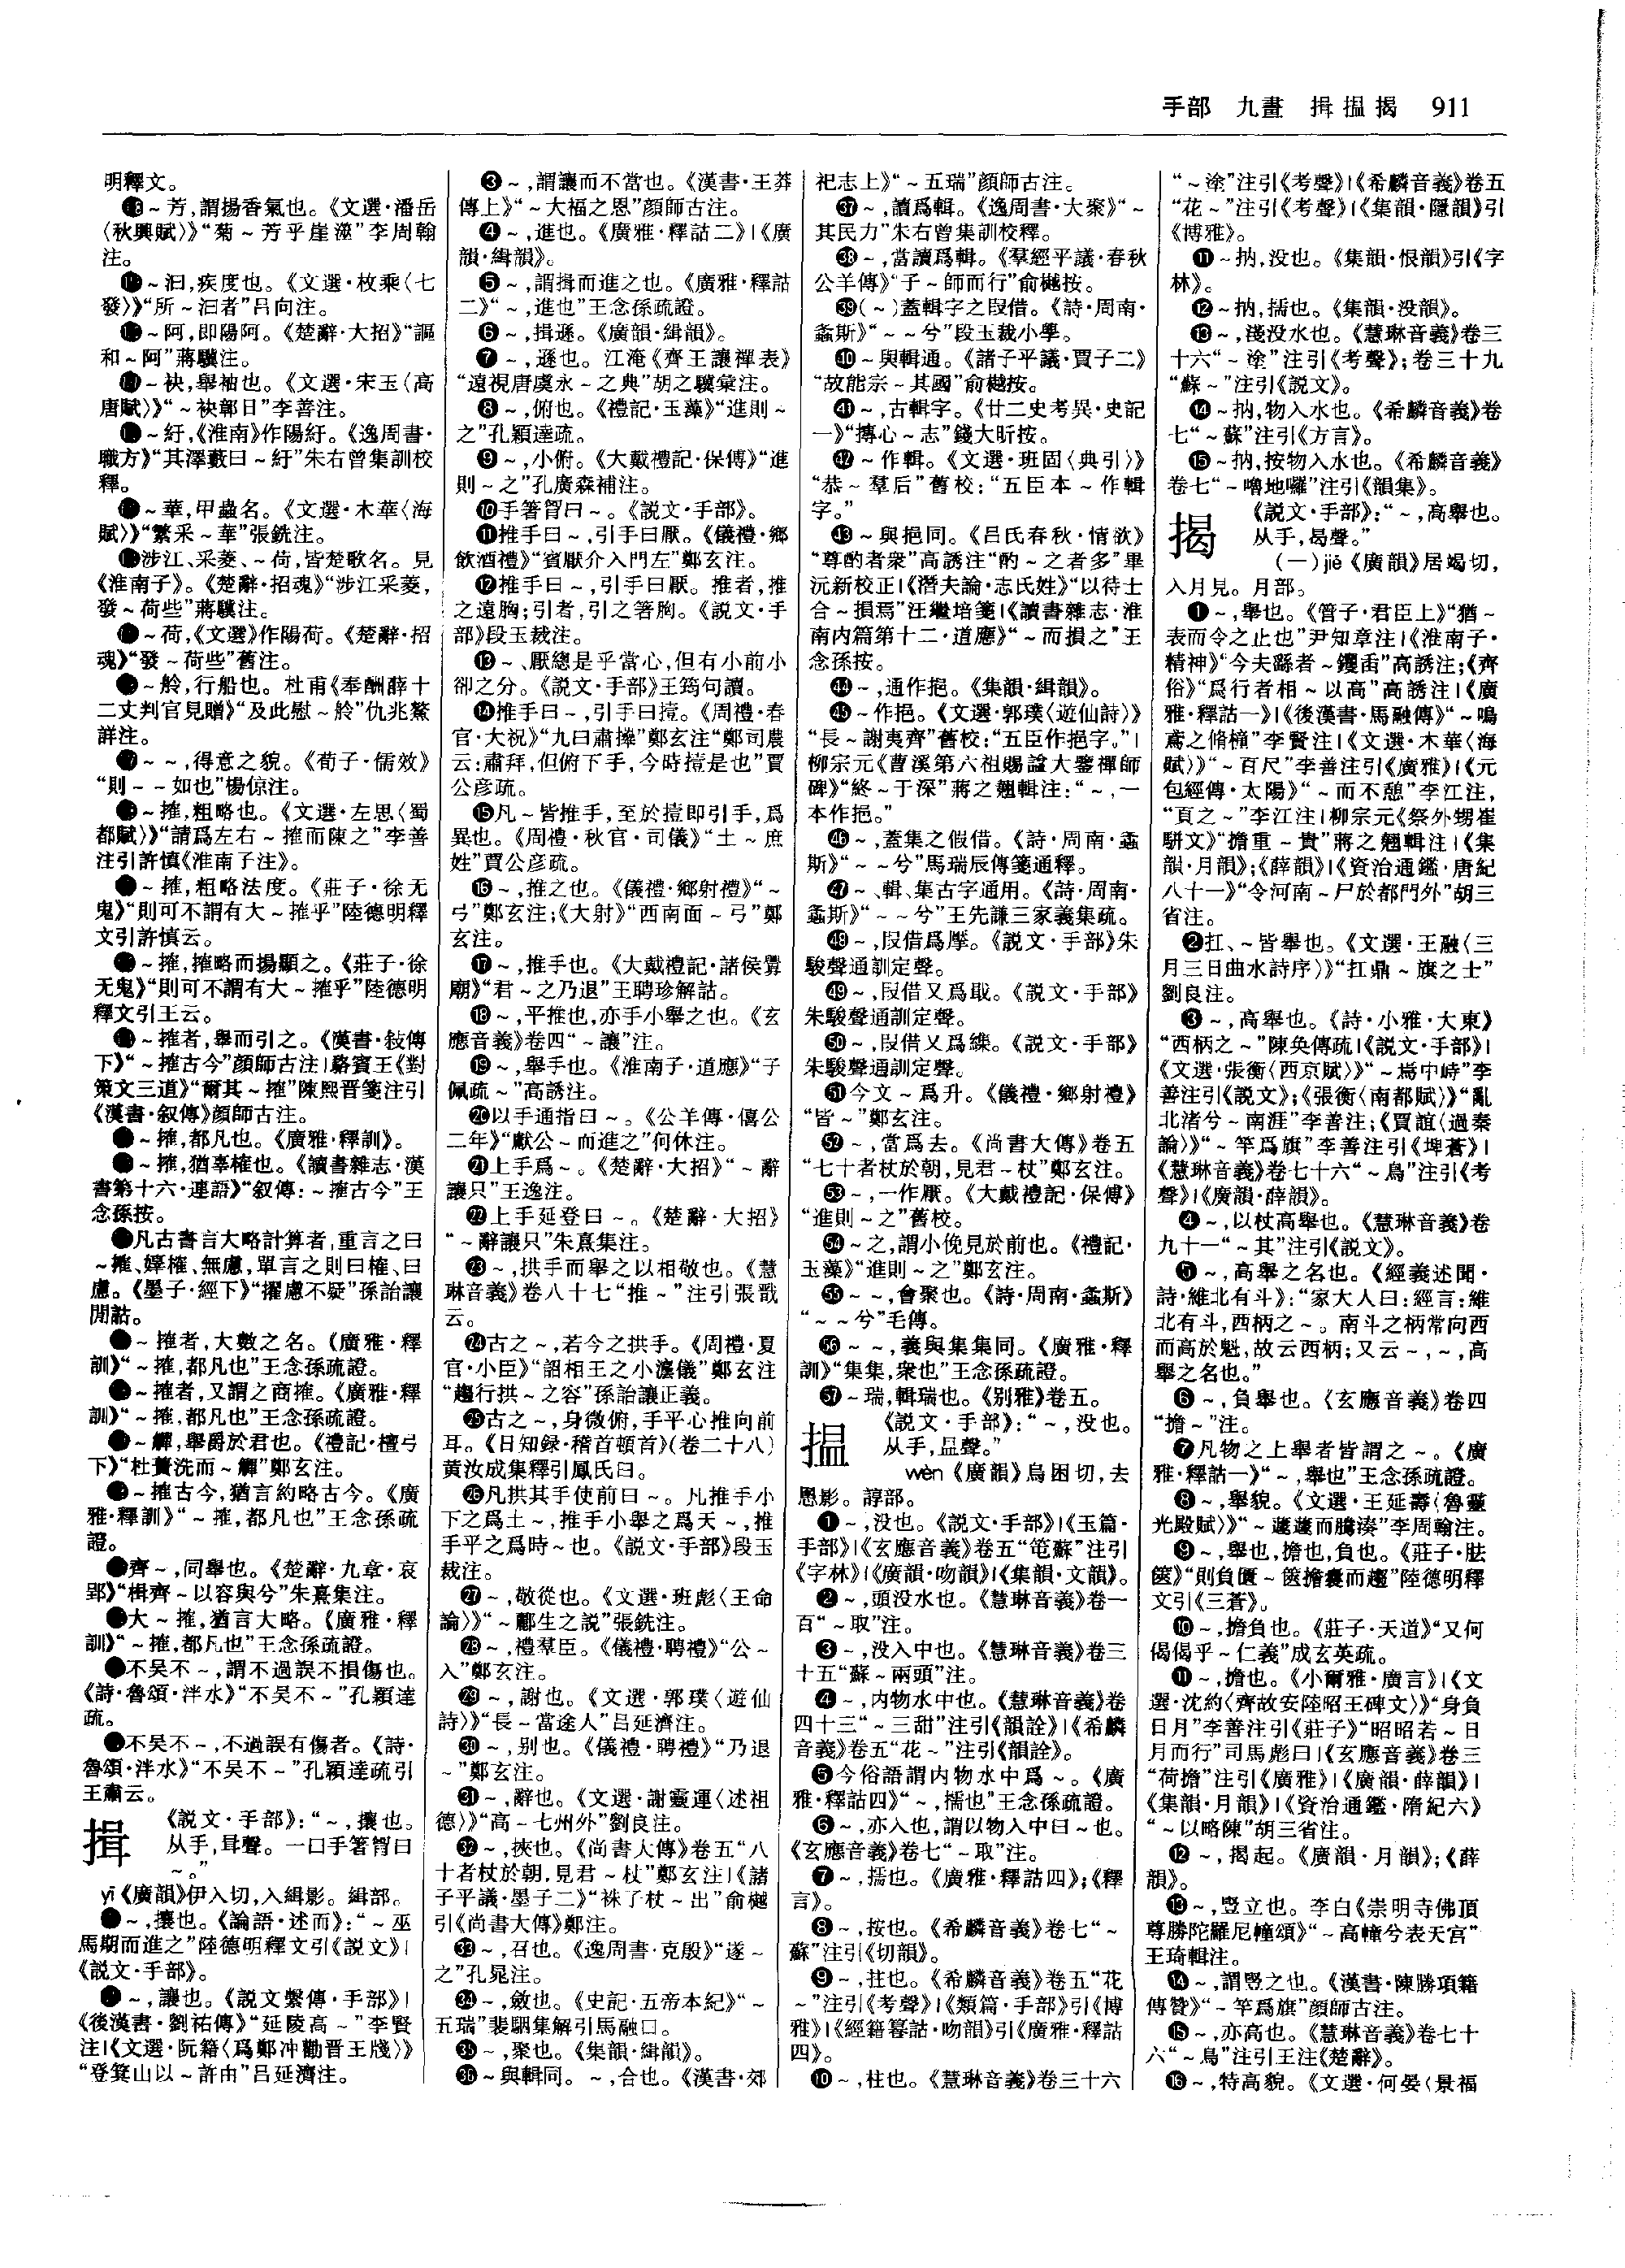 手部　九畫　揖揾揭　911
明釋文。
～芳,謂揚香氣也。《文選·潘岳
〈秋興賦〉》“菊～芳乎崖澨”李周翰
注。
～汩,疾度也。《文選·枚乘〈七
發〉》“所～汩者”吕向注。
～阿,即陽阿。《楚辭·大招》“謳
和～阿”蔣驥注。
～袂,舉袖也。《文選·宋玉〈高
唐賦〉》“～袂鄣日”李善注。
～紆,《淮南》作陽紆。《逸周書·
職方》“其澤藪曰～紆”朱右曾集訓校
釋。
～華,甲蟲名。《文選·木華〈海
賦〉》“繁采～華”張銑注。
涉江、采菱、～荷,皆楚歌名。見
《淮南子》。《楚辭·招魂》“涉江采菱,
發～荷些”蔣驥注。
～荷,《文選》作陽荷。《楚辭·招
魂》“發～荷些”舊注。
～舲,行船也。杜甫《奉酬薛十
二丈判官見贈》“及此慰～舲”仇兆鰲
詳注。
～～,得意之貌。《荀子·儒效》
“則～～如也”楊倞注。
～搉,粗略也。《文選·左思〈蜀
都賦〉》“請爲左右～搉而陳之”李善
注引許慎《淮南子注》。
～搉,粗略法度。《莊子·徐无
鬼》“則可不謂有大～搉乎”陸德明釋
文引許慎云。
～搉,搉略而揚顯之。《莊子·徐
无鬼》“則可不謂有大～搉乎”陸德明
釋文引王云。
～搉者,舉而引之。《漢書·敍傳
下》“～搉古今”顔師古注|駱賓王《對
策文三道》“爾其～搉”陳熙晋箋注引
《漢書·叙傳》顔師古注。
～搉,都凡也。《廣雅·釋訓》。
～搉,猶辜榷也。《讀書雜志·漢
書第十六·連語》“叙傳:～搉古今”王
念孫按。
凡古書言大略計算者,重言之曰
～搉、嫴榷、無慮,單言之則曰榷、曰
慮。《墨子·經下》“擢慮不疑”孫詒讓
閒詁。
～搉者,大數之名。《廣雅·釋
訓》“～搉,都凡也”王念孫疏證。
～搉者,又謂之商搉。《廣雅·釋
訓》“～搉,都凡也”王念孫疏證。
～觶,舉爵於君也。《禮記·檀弓
下》“杜蕢洗而～觶”鄭玄注。
～搉古今,猶言約略古今。《廣
雅·釋訓》“～搉,都凡也”王念孫疏
證。
齊～,同舉也。《楚辭·九章·哀
郢》“楫齊～以容與兮”朱熹集注。
大～搉,猶言大略。《廣雅·釋
訓》“～搉,都凡也”王念孫疏證。
不吴不～,謂不過誤不損傷也。
《詩·魯頌·泮水》“不吴不～”孔穎達
疏。
不吴不～,不過誤有傷者。《詩·
魯頌·泮水》“不吴不～”孔穎達疏引
王肅云。
揖　《説文·手部》:“～,攘也。
从手,咠聲。一曰手箸胷曰
～。”
yī《廣韻》伊入切,入緝影。緝部。
～,攘也。《論語·述而》:“～巫
馬期而進之”陸德明釋文引《説文》|
《説文·手部》。
～,讓也。《説文繫傳·手部》|
《後漢書·劉祐傳》“延陵高～”李賢
注|《文選·阮籍〈爲鄭冲勸晋王牋〉》
“登箕山以～許由”吕延濟注。
❸～,謂讓而不當也。《漢書·王莽
傳上》“～大福之恩”顔師古注。
❹～,進也。《廣雅·釋詁二》|《廣
韻·緝韻》。
❺～,謂揖而進之也。《廣雅·釋詁
二》“～,進也”王念孫疏證。
❻～,揖遜。《廣韻·緝韻》。
❼～,遜也。江淹《齊王讓禪表》
“遠視唐虞永～之典”胡之驥彙注。
❽～,俯也。《禮記·玉藻》“進則～
之”孔穎達疏。
❾～,小俯。《大戴禮記·保傅》“進
則～之”孔廣森補注。
❿手箸胷曰～。《説文·手部》。
⓫推手曰～,引手曰厭。《儀禮·鄉
飲酒禮》“賓厭介入門左”鄭玄注。
⓬推手曰～,引手曰厭。推者,推
之遠胸;引者,引之箸胸。《説文·手
部》段玉裁注。
⓭～、厭總是乎當心,但有小前小
卻之分。《説文·手部》王筠句讀。
⓮推手曰～,引手曰撎。《周禮·春
官·大祝》“九曰肅𢷎”鄭玄注“鄭司農
云:肅拜,但俯下手,今時撎是也”賈
公彦疏。
⓯凡～皆推手,至於撎即引手,爲
異也。《周禮·秋官·司儀》“土～庶
姓”賈公彦疏。
⓰～,推之也。《儀禮·鄉射禮》“～
弓”鄭玄注;《大射》“西南面～弓”鄭
玄注。
⓱～,推手也。《大戴禮記·諸侯釁
廟》“君～之乃退”王聘珍解詁。
⓲～,平推也,亦手小舉之也。《玄
應音義》卷四“～讓”注。
⓳～,舉手也。《淮南子·道應》“子
佩疏～”高誘注。
⓴以手通指曰～。《公羊傳·僖公
二年》“獻公～而進之”何休注。
㉑上手爲～。《楚辭·大招》“～辭
讓只”王逸注。
㉒上手延登曰～。《楚辭·大招》
“～辭讓只”朱熹集注。
㉓～,拱手而舉之以相敬也。《慧
琳音義》卷八十七“推～”注引張戩
云。
㉔古之～,若今之拱手。《周禮·夏
官·小臣》“詔相王之小灋儀”鄭玄注
“趨行拱～之容”孫詒讓正義。
㉕古之～,身微俯,手平心推向前
耳。《日知録·稽首頓首》(卷二十八)
黄汝成集釋引鳳氏曰。
㉖凡拱其手使前曰～。凡推手小
下之爲土～,推手小舉之爲天～,推
手平之爲時～也。《説文·手部》段玉
裁注。
㉗～,敬從也。《文選·班彪〈王命
論〉》“～酈生之説”張銑注。
㉘～,禮羣臣。《儀禮·聘禮》“公～
入”鄭玄注。
㉙～,謝也。《文選·郭璞〈遊仙
詩〉》“長～當途人”吕延濟注。
㉚～,别也。《儀禮·聘禮》“乃退
～”鄭玄注。
㉛～,辭也。《文選·謝靈運〈述祖
德〉》“高～七州外”劉良注。
㉜～,挾也。《尚書大傳》卷五“八
十者杖於朝,見君～杖”鄭玄注|《諸
子平議·墨子二》“袾了杖～出”俞樾
引《尚書大傳》鄭注。
㉝～,召也。《逸周書·克殷》“遂～
之”孔晁注。
㉞～,斂也。《史記·五帝本紀》“～
五瑞”裴駰集解引馬融曰。
㉟～,聚也。《集韻·緝韻》。
㊱～與輯同。～,合也。《漢書·郊
祀志上》“～五瑞”顔師古注。
㊲～,讀爲輯。《逸周書·大聚》“～
其民力”朱右曾集訓校釋。
㊳～,當讀爲輯。《羣經平議·春秋
公羊傳》“子～師而行”俞樾按。
㊴(～)蓋輯字之叚借。《詩·周南·
螽斯》“～～兮”段玉裁小學。
㊵～與輯通。《諸子平議·賈子二》
“故能宗～其國”俞樾按。
㊶～,古輯字。《廿二史考異·史記
一》“摶心～志”錢大昕按。
㊷～作輯。《文選·班固〈典引〉》
“恭～羣后”舊校:“五臣本～作輯
字。”
㊸～與挹同。《吕氏春秋·情欲》
“尊酌者衆”高誘注“酌～之者多”畢
沅新校正|《潛夫論·志氏姓》“以待士
合～損焉”汪繼培箋|《讀書雜志·淮
南内篇第十二·道應》“～而損之”王
念孫按。
㊹～,通作挹。《集韻·緝韻》。
㊺～作挹。《文選·郭璞〈遊仙詩〉》
“長～謝夷齊”舊校:“五臣作挹字。”|
柳宗元《曹溪第六祖賜謚大鑒禪師
碑》“終～于深”蔣之翹輯注:“～,一
本作挹。”
㊻～,蓋集之假借。《詩·周南·螽
斯》“～～兮”馬瑞辰傳箋通釋。
㊼～、輯、集古字通用。《詩·周南·
螽斯》“～～兮”王先謙三家義集疏。
㊽～,叚借爲擪。《説文·手部》朱
駿聲通訓定聲。
㊾～,叚借又爲戢。《説文·手部》
朱駿聲通訓定聲。
㊿～,叚借又爲緝。《説文·手部》
朱駿聲通訓定聲。
51今文～爲升。《儀禮·鄉射禮》
“皆～”鄭玄注。
52～,當爲去。《尚書大傳》卷五
“七十者杖於朝,見君～杖”鄭玄注。
53～,一作厭。《大戴禮記·保傅》
“進則～之”舊校。
54～之,謂小俛見於前也。《禮記·
玉藻》“進則～之”鄭玄注。
55～～,會聚也。《詩·周南·螽斯》
“～～兮”毛傳。
56～～,義與集集同。《廣雅·釋
訓》“集集,衆也”王念孫疏證。
57～瑞,輯瑞也。《别雅》卷五。
揾　《説文·手部》:“～,没也。
从手,昷聲。”
wèn《廣韻》烏困切,去
慁影。諄部。
❶～,没也。《説文·手部》|《玉篇·
手部》|《玄應音義》卷五“笔蘇”注引
《字林》|《廣韻·吻韻》|《集韻·文韻》。
❷～,頭没水也。《慧琳音義》卷一
百“～取”注。
❸～,没入中也。《慧琳音義》卷三
十五“蘇～兩頭”注。
❹～,内物水中也。《慧琳音義》卷
四十三“～三甜”注引《韻詮》|《希麟
音義》卷五“花～”注引《韻詮》。
❺今俗語謂内物水中爲～。《廣
雅·釋詁四》“～,擩也”王念孫疏證。
❻～,亦入也,謂以物入中曰～也。
《玄應音義》卷七“～取”注。
❼～,擩也。《廣雅·釋詁四》;《釋
言》。
❽～,按也。《希麟音義》卷七“～
蘇”注引《切韻》。
❾～,拄也。《希麟音義》卷五“花
～”注引《考聲》|《類篇·手部》引《博
雅》|《經籍籑詁·吻韻》引《廣雅·釋詁
四》。
❿～,柱也。《慧琳音義》卷三十六
“～塗”注引《考聲》|《希麟音義》卷五
“花～”注引《考聲》|《集韻·隱韻》引
《博雅》。
⓫～抐,没也。《集韻·恨韻》引《字
林》。
⓬～抐,擩也。《集韻·没韻》。
⓭～,淺没水也。《慧琳音義》卷三
十六“～塗”注引《考聲》;卷三十九
“蘇～”注引《説文》。
⓮～抐,物入水也。《希麟音義》卷
七“～蘇”注引《方言》。
⓯～抐,按物入水也。《希麟音義》
卷七“～嚕地囉”注引《韻集》。
揭　《説文·手部》:“～,高舉也。
从手,曷聲。”
(一)jiē《廣韻》居竭切,
入月見。月部。
❶～,舉也。《管子·君臣上》“猶～
表而令之止也”尹知章注|《淮南子·
精神》“今夫繇者～钁臿”高誘注;《齊
俗》“爲行者相～以高”高誘注|《廣
雅·釋詁一》|《後漢書·馬融傳》“～鳴
鳶之脩橦”李賢注|《文選·木華〈海
賦〉》“～百尺”李善注引《廣雅》|《元
包經傳·太陽》“～而不憩”李江注,
“頁之～”李江注|柳宗元《祭外甥崔
駢文》“擔重～貴”蔣之翹輯注|《集
韻·月韻》;《薛韻》|《資治通鑑·唐紀
八十一》“令河南～尸於都門外”胡三
省注。
❷扛、～皆舉也。《文選·王融〈三
月三日曲水詩序〉》“扛鼎～旗之士”
劉良注。
❸～,高舉也。《詩·小雅·大東》
“西柄之～”陳奂傳疏|《説文·手部》|
《文選·張衡〈西京賦〉》“～焉中峙”李
善注引《説文》;《張衡〈南都賦〉》“亂
北渚兮～南涯”李善注;《賈誼〈過秦
論〉》“～竿爲旗”李善注引《埤蒼》|
《慧琳音義》卷七十六“～鳥”注引《考
聲》|《廣韻·薛韻》。
❹～,以杖高舉也。《慧琳音義》卷
九十一“～其”注引《説文》。
❺～,高舉之名也。《經義述聞·
詩·維北有斗》:“家大人曰:經言:維
北有斗,西柄之～。南斗之柄常向西
而高於魁,故云西柄;又云～,～,高
舉之名也。”
❻～,負舉也。《玄應音義》卷四
“擔～”注。
❼凡物之上舉者皆謂之～。《廣
雅·釋詁一》“～,舉也”王念孫疏證。
❽～,舉貌。《文選·王延壽〈魯靈
光殿賦〉》“～蘧蘧而騰湊”李周翰注。
❾～,舉也,擔也,負也。《莊子·胠
篋》“則負匱～篋擔囊而趨”陸德明釋
文引《三蒼》。
❿～,擔負也。《莊子·天道》“又何
偈偈乎～仁義”成玄英疏。
⓫～,擔也。《小爾雅·廣言》|《文
選·沈約〈齊故安陸昭王碑文〉》“身負
日月”李善注引《莊子》“昭昭若～日
月而行”司馬彪曰|《玄應音義》卷三
“荷擔”注引《廣雅》|《廣韻·薛韻》|
《集韻·月韻》|《資治通鑑·隋紀六》
“～以略陳”胡三省注。
⓬～,揭起。《廣韻·月韻》;《薛
韻》。
⓭～,豎立也。李白《崇明寺佛頂
尊勝陀羅尼幢頌》“～高幢兮表天宫”
王琦輯注。
⓮～,謂豎之也。《漢書·陳勝項籍
傳贊》“～竿爲旗”顔師古注。
⓯～,亦高也。《慧琳音義》卷七十
六“～鳥”注引王注《楚辭》。
⓰～,特高貌。《文選·何晏〈景福